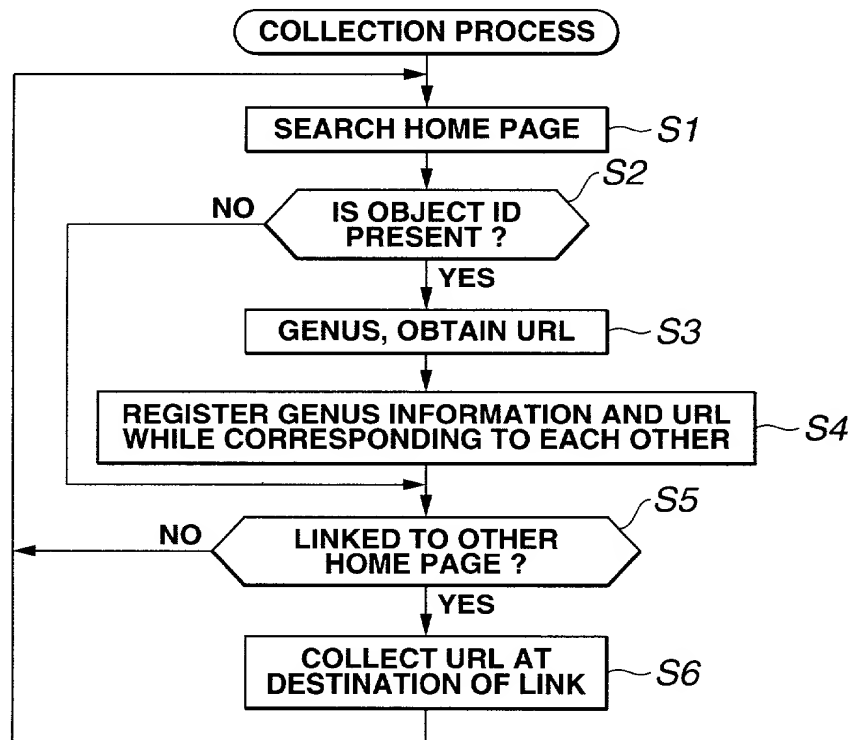 COLLECTION PROCESS
SEARCH HOME PAGE
S1
S2
NO
IS OBJECT ID
PRESENT ?
YES
GENUS, OBTAIN URL
S3
REGISTER GENUS INFORMATION AND URL
WHILE CORRESPONDING TO EACH OTHER
S4
S5
NO
LINKED TO OTHER
HOME PAGE ?
YES
COLLECT URL AT
DESTINATION OF LINK
S6